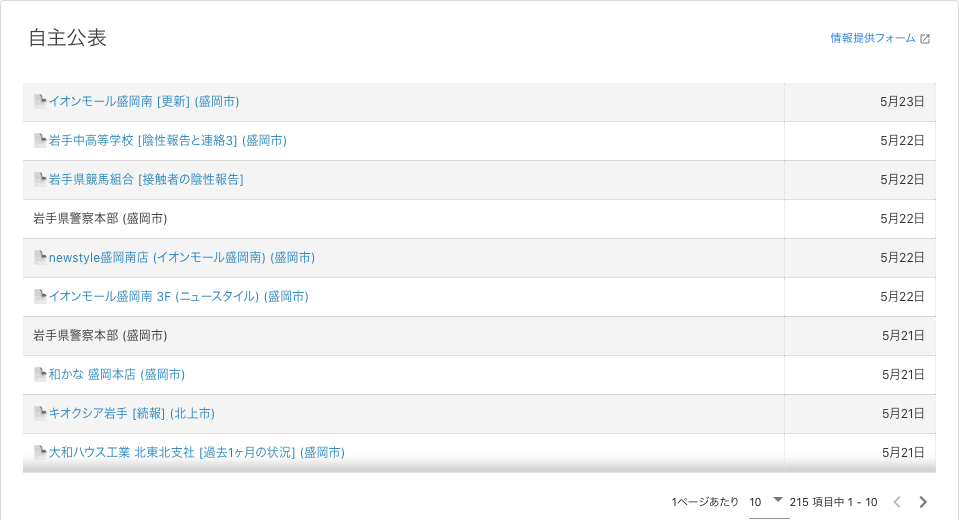 自主公表
情報提供フォーム
イオンモール盛岡南 [更新] (盛岡市) 5月23日
岩手中高等学校 [陰性報告と連絡3] (盛岡市) 5月22日
岩手県競馬組合 [接触者の陰性報告] 5月22日
岩手県警察本部 (盛岡市) 5月22日
newstyle盛岡南店 (イオンモール盛岡南) (盛岡市) 5月22日
イオンモール盛岡南 3F (ニュースタイル) (盛岡市) 5月22日
岩手県警察本部 (盛岡市) 5月21日
和かな 盛岡本店 (盛岡市) 5月21日
キオクシア岩手 [続報] (北上市) 5月21日
大和ハウス工業 北東北支社 [過去1ヶ月の状況] (盛岡市) 5月21日
1ページあたり 10 215 項目中 1 - 10